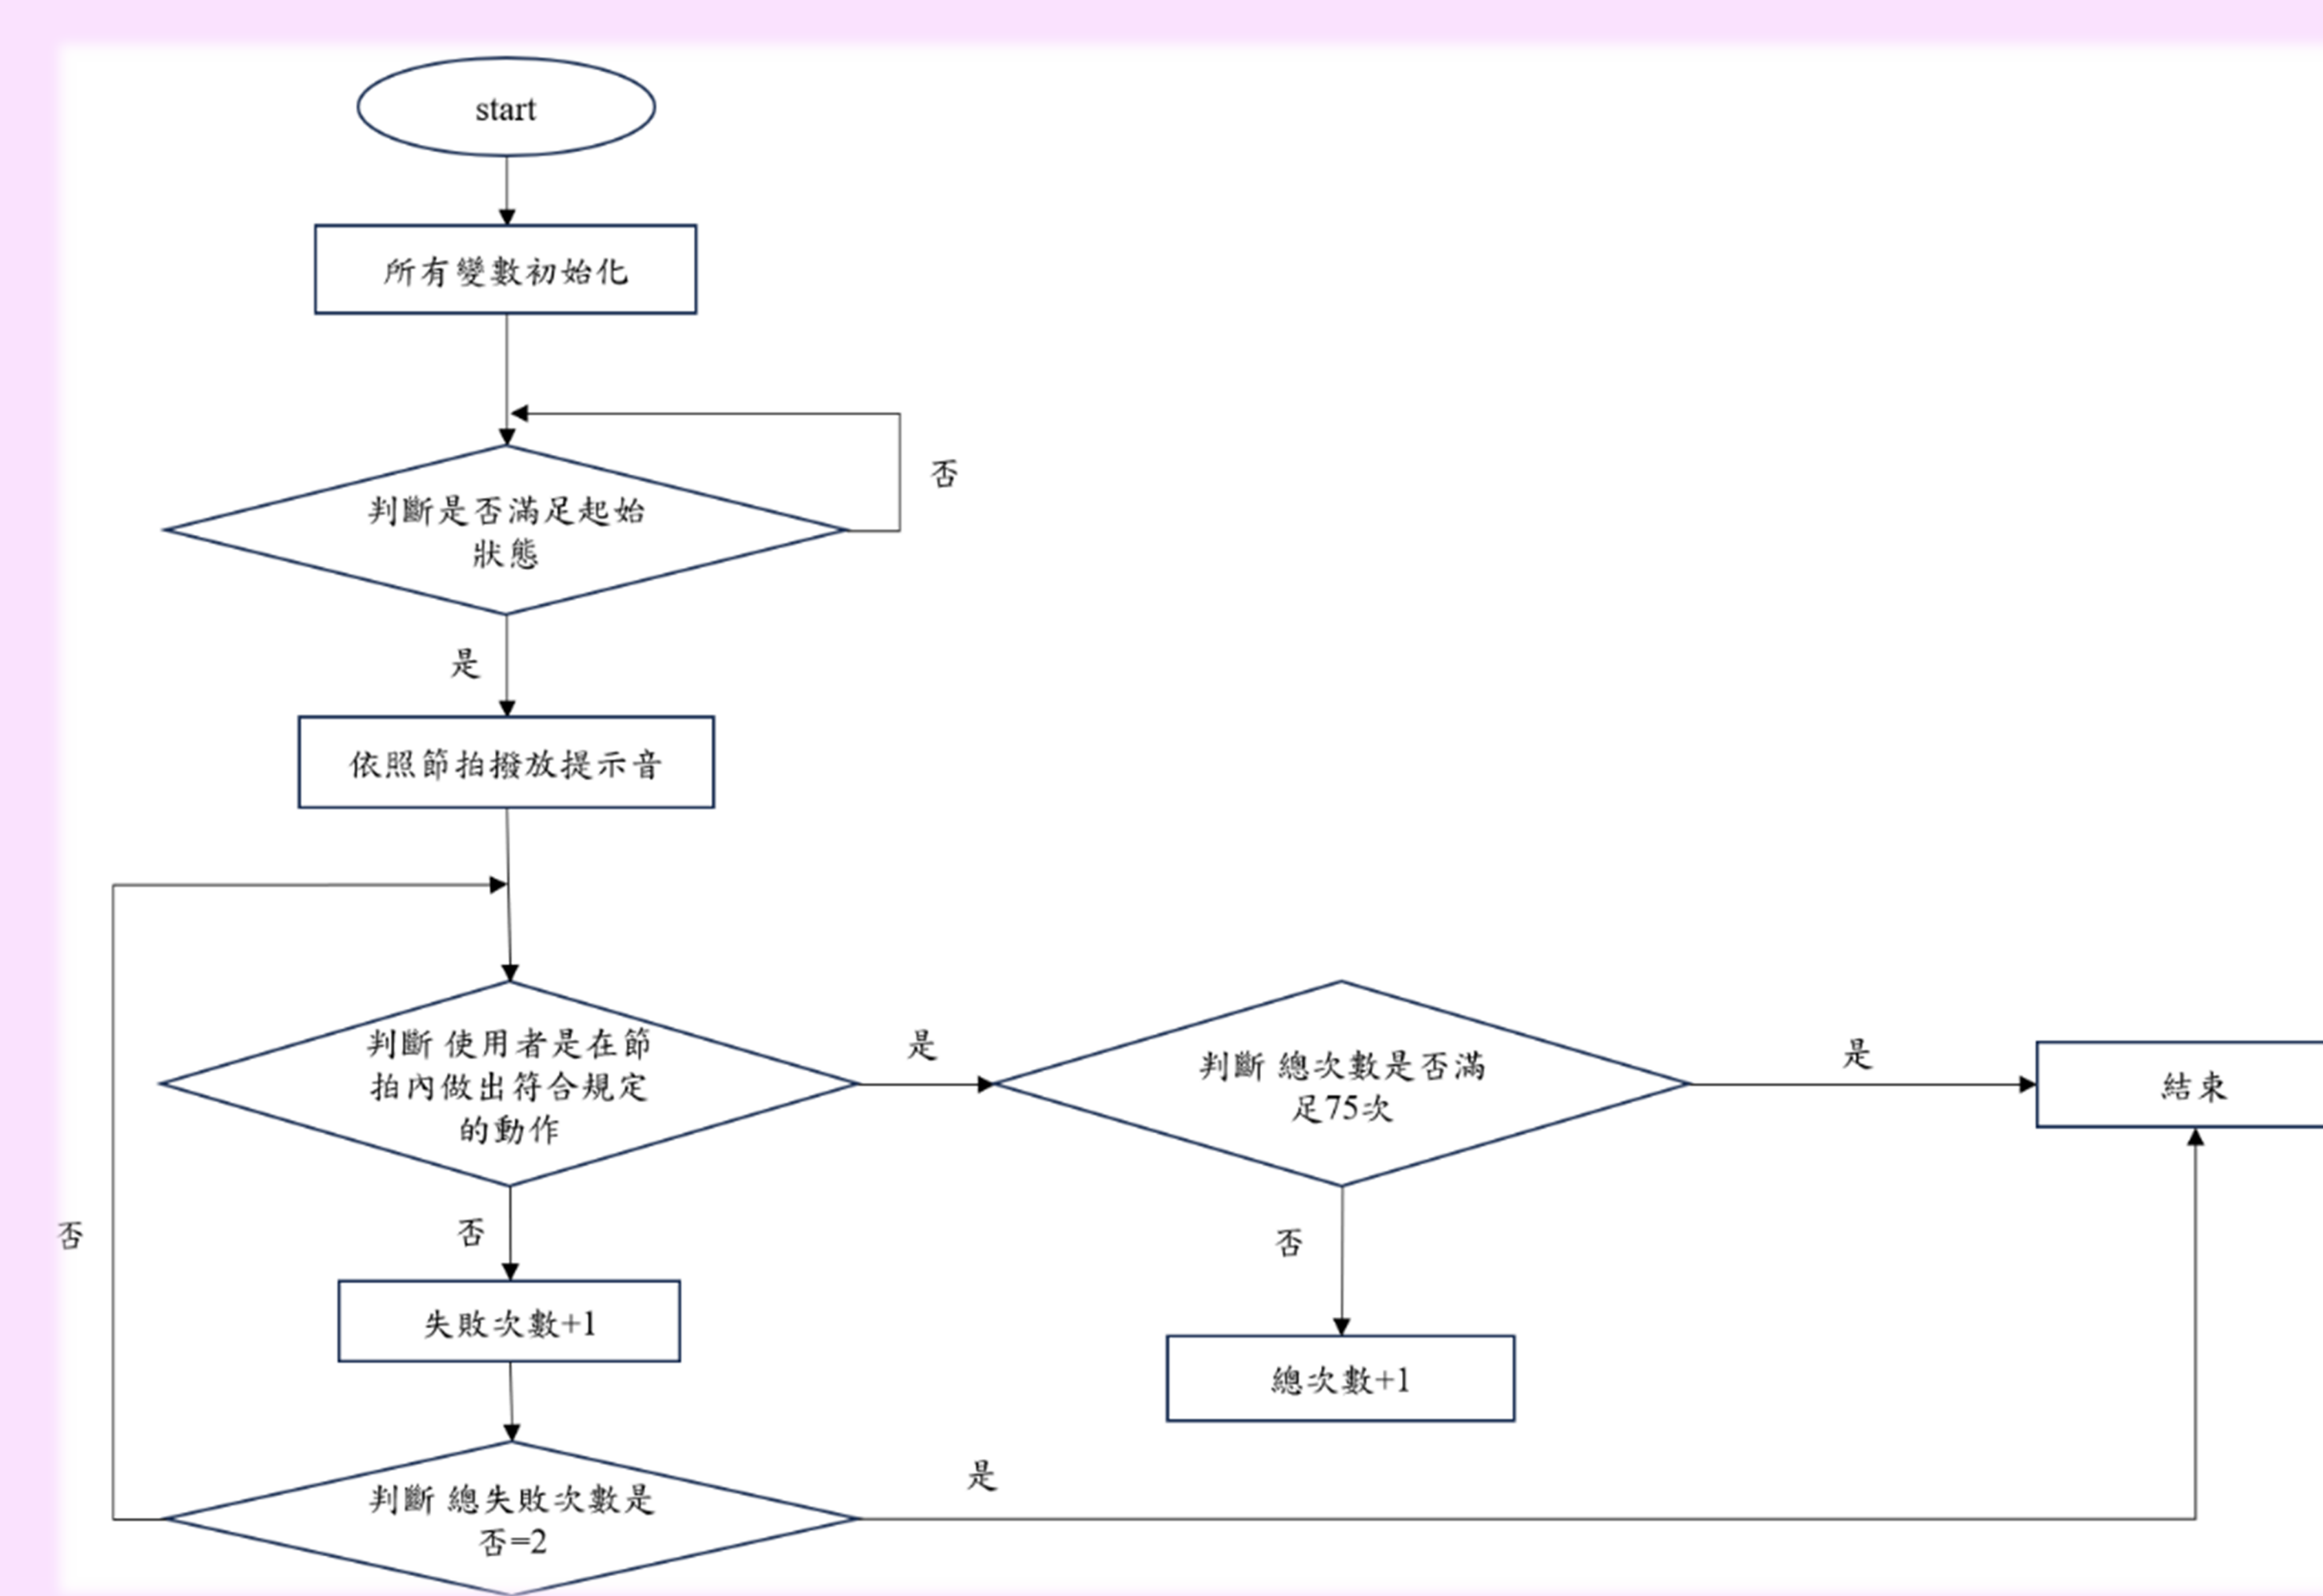 start
所有變數初始化
否
判斷是否滿足起始
狀態
是
依照節拍撥放提示音
判斷 使用者是在節
拍內做出符合規定
的動作
是
判斷 總次數是否滿
足75次
是
結束
否
否
否
失敗次數+1
總次數+1
是
判斷 總失敗次數是
否=2